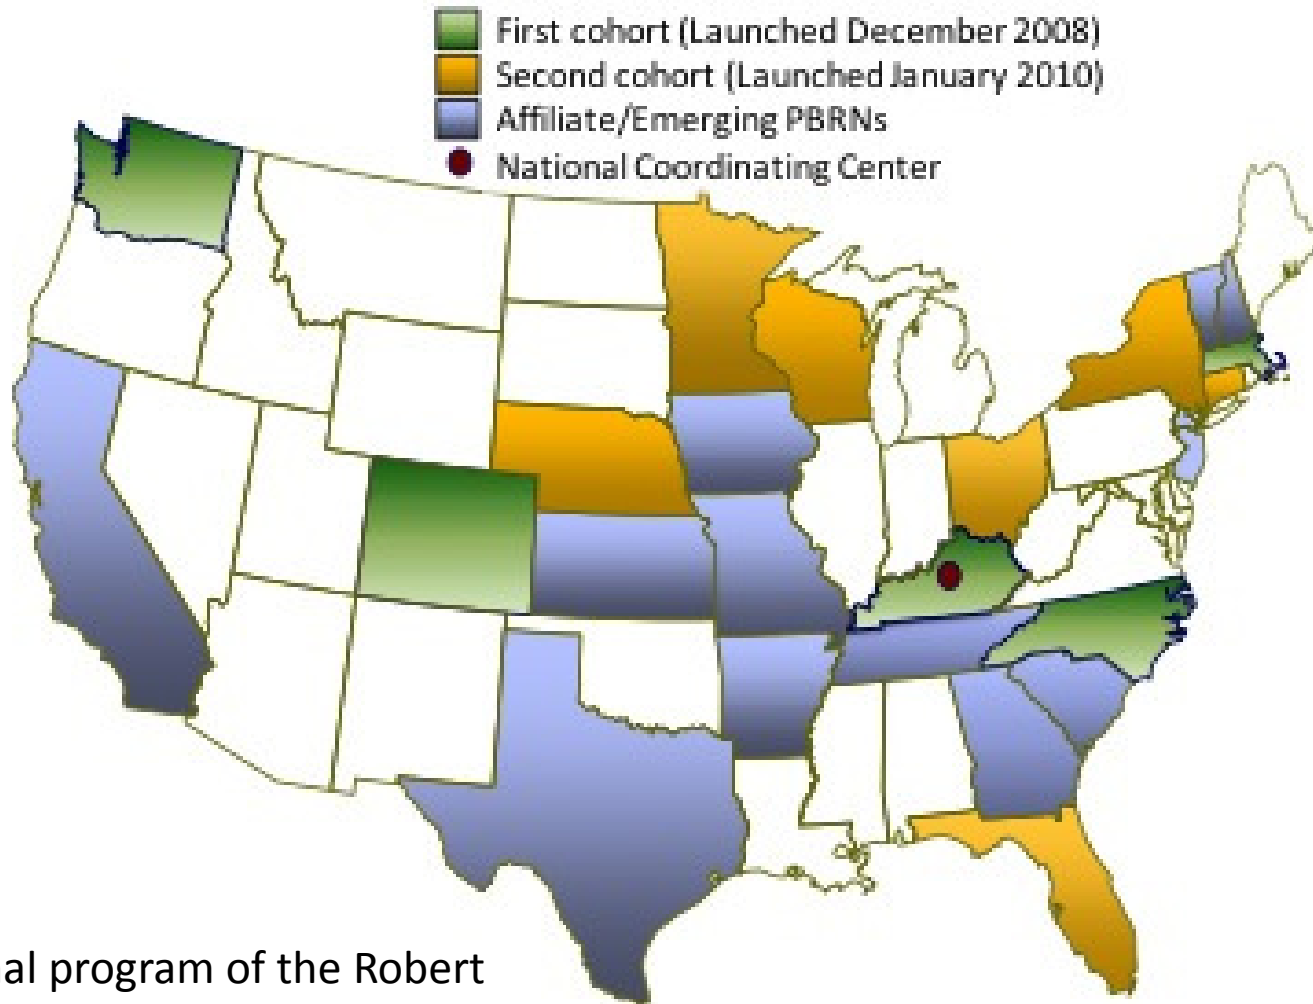 First cohort (Launched December 2008)
Second cohort (Launched January 2010)
Affiliate/Emerging PBRNs
National Coordinating Center
al program of the Robert